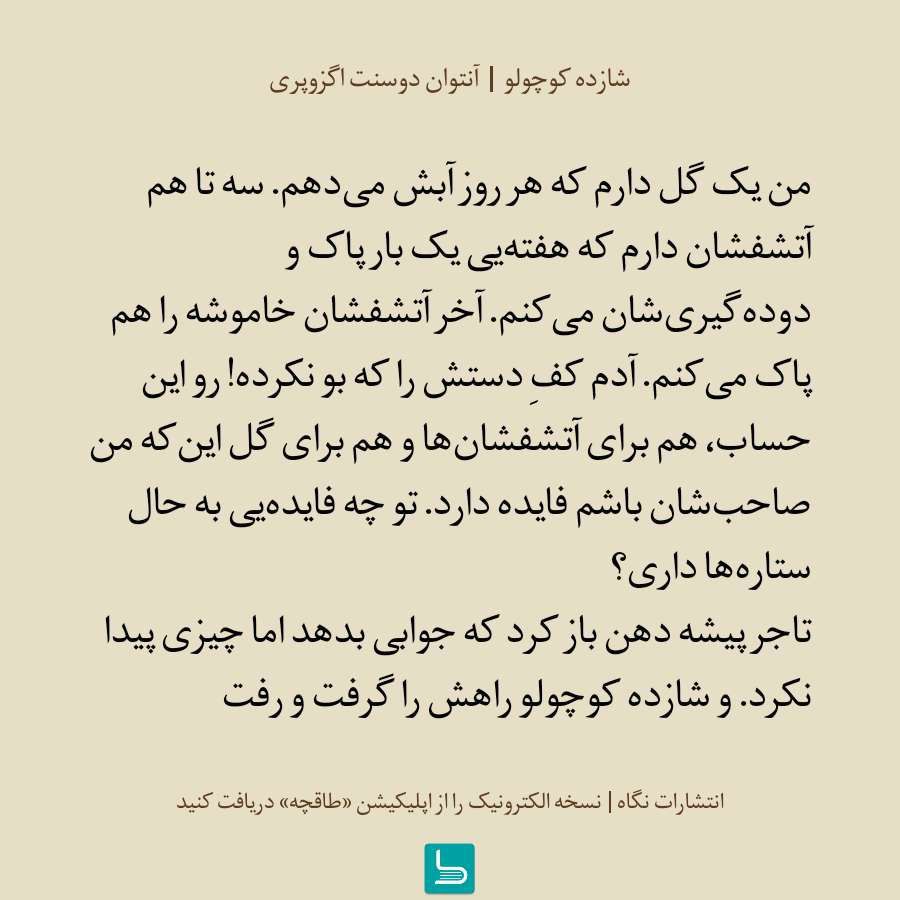 شازده کوچولو | آنتوان دوسنت اگزوپری
من یک گل دارم که هر روز آبش می‌دهم. سه تا هم
آتشفشان دارم که هفته‌یی یک بار پاک و
دوده‌گیری‌شان می‌کنم. آخر آتشفشان خاموشه را هم
پاک می‌کنم. آدم کفِ دستش را که بو نکرده! رو این
حساب، هم برای آتشفشان‌ها و هم برای گل این‌که من
صاحب‌شان باشم فایده دارد. تو چه فایده‌یی به حال
ستاره‌ها داری؟
تاجر پیشه دهن باز کرد که جوابی بدهد اما چیزی پیدا
نکرد. و شازده کوچولو راهش را گرفت و رفت
انتشارات نگاه | نسخه الکترونیک را از اپلیکیشن «طاقچه» دریافت کنید